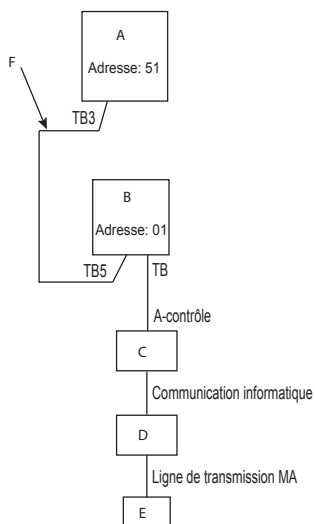 A
Adresse: 51
F
TB3
B
Adresse: 01
TB5
TB
A-contrôle
C
Communication informatique
D
Ligne de transmission MA
E